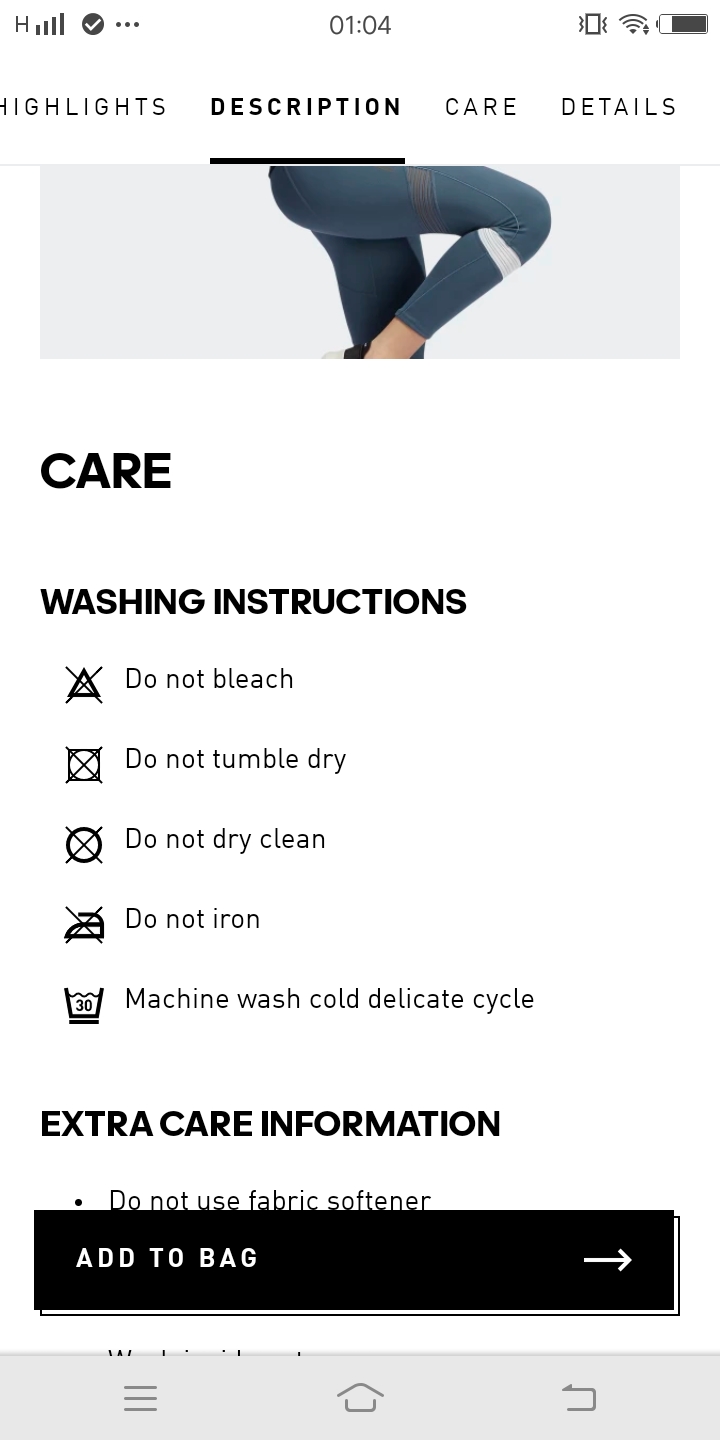 H 01:04
HIGHLIGHTS DESCRIPTION CARE DETAILS
CARE
WASHING INSTRUCTIONS
Do not bleach
Do not tumble dry
Do not dry clean
Do not iron
30 Machine wash cold delicate cycle
EXTRA CARE INFORMATION
• Do not use fabric softener
ADD TO BAG